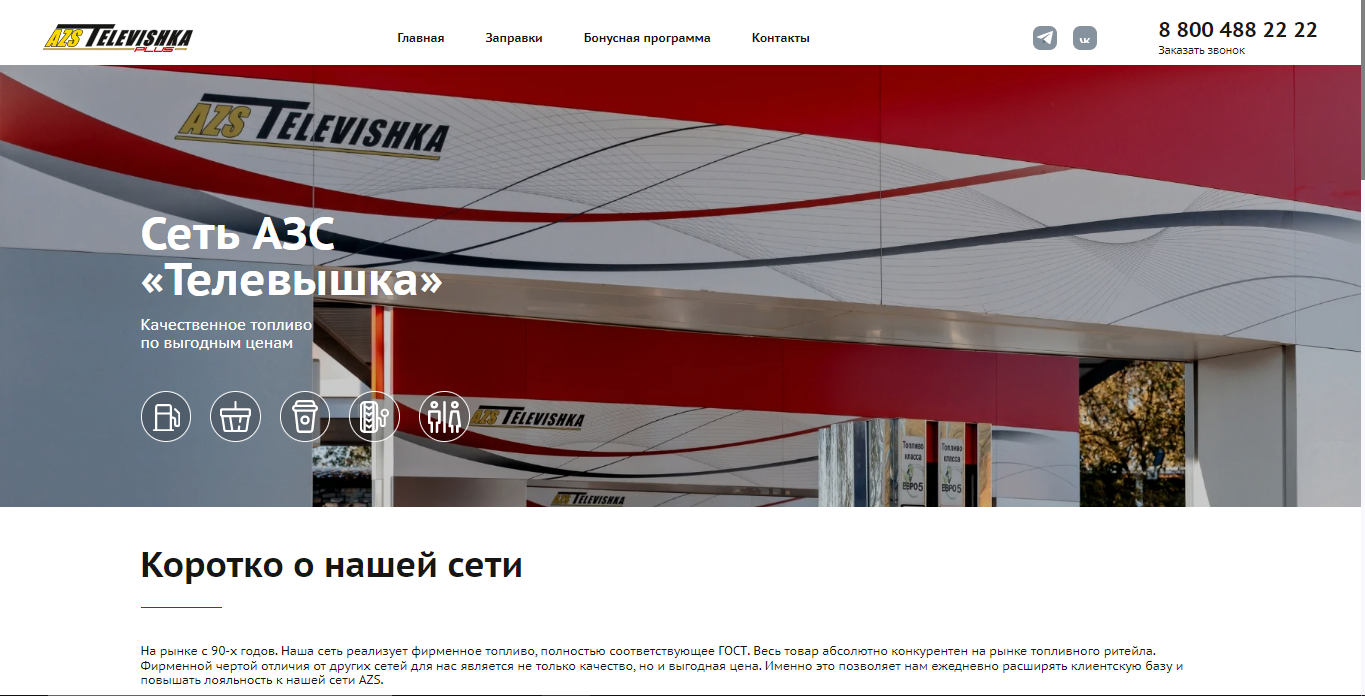 AZS TELEVISHKA
PLUS
Главная
Заправки
Бонусная программа
Контакты
8 800 488 22 22
Заказать звонок
AZS TELEVISHKA
Сеть АЗС
«Телевышка»
Качественное топливо
по выгодным ценам
AZS TELEVISHKA
Топливо
класса
ЕВРО5
Топливо
класса
ЕВРО5
AZS TELEVISHKA
Коротко о нашей сети
На рынке с 90-х годов. Наша сеть реализует фирменное топливо, полностью соответствующее ГОСТ. Весь товар абсолютно конкурентен на рынке топливного ритейла.
Фирменной чертой отличия от других сетей для нас является не только качество, но и выгодная цена. Именно это позволяет нам ежедневно расширять клиентскую базу и
повышать лояльность к нашей сети AZS.